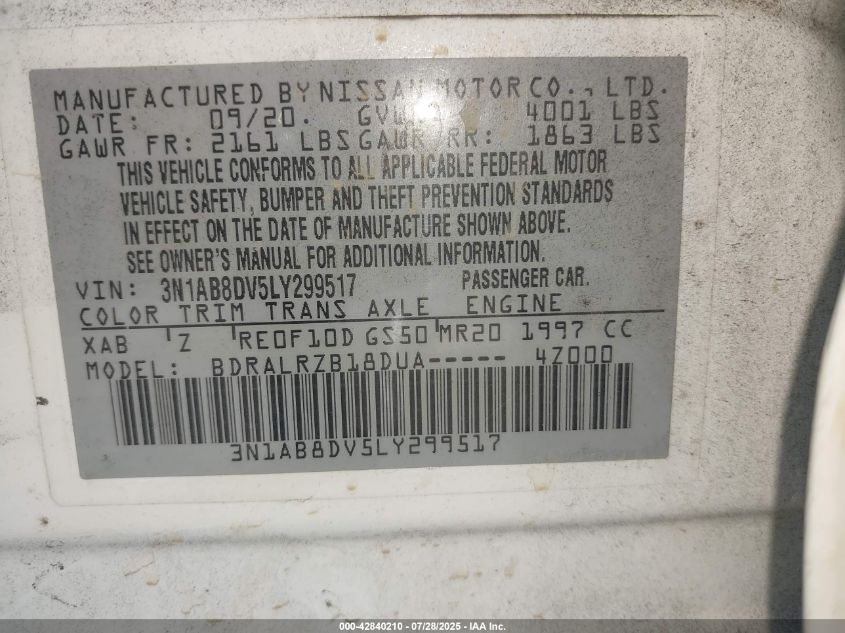 MANUFACTURED BY NISSAN MOTOR CO., LTD.
DATE: 09/20. GVW 4001 LBS
GAWR FR: 2161 LBS GAWR RR: 1863 LBS
THIS VEHICLE CONFORMS TO ALL APPLICABLE FEDERAL MOTOR
VEHICLE SAFETY, BUMPER AND THEFT PREVENTION STANDARDS
IN EFFECT ON THE DATE OF MANUFACTURE SHOWN ABOVE.
SEE OWNER'S MANUAL FOR ADDITIONAL INFORMATION.
VIN: 3N1AB8DV5LY299517 PASSENGER CAR.
COLOR TRIM TRANS AXLE ENGINE
XAB Z RE0F10D GS50 MR20 1997 CC
MODEL: BDRALRZB18DUA----- 4Z000
3N1AB8DV5LY299517
000-42840210 - 07/28/2025 - IAA Inc.